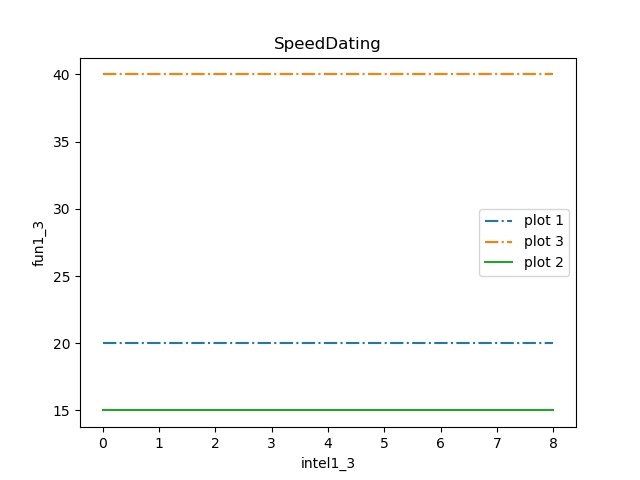 SpeedDating
40
35
30
25
20
15
fun1_3
plot 1
plot 3
plot 2
0 1 2 3 4 5 6 7 8
intel1_3